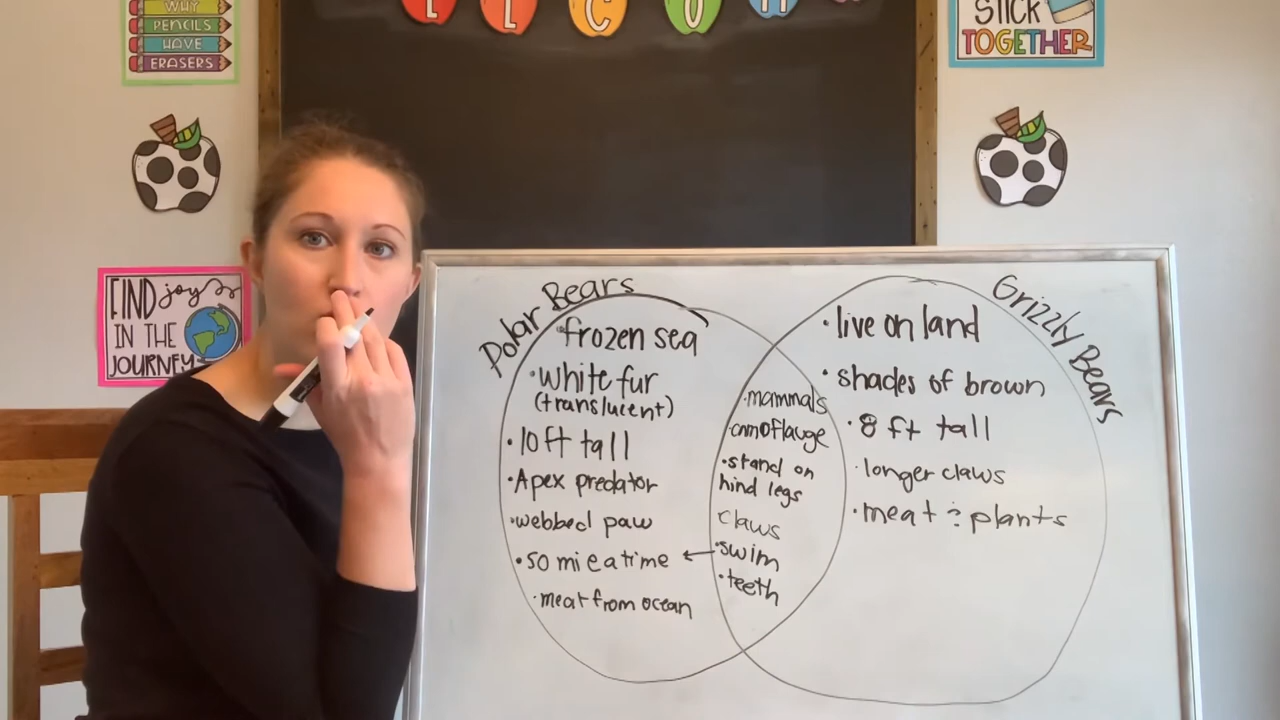 WHY
PENCILS
HAVE
ERASERS
L C O
STICK
TOGETHER
FIND joy
IN THE
JOURNEY
Polar Bears
• frozen sea
• white fur
(translucent)
• 10 ft tall
• Apex predator
• webbed paw
• 50 mi @ a time
• meat from ocean
• mammals
• camoflauge
• stand on
hind legs
claws
• swim
• teeth
Grizzly Bears
• live on land
• shades of brown
• 8 ft tall
• longer claws
• meat & plants